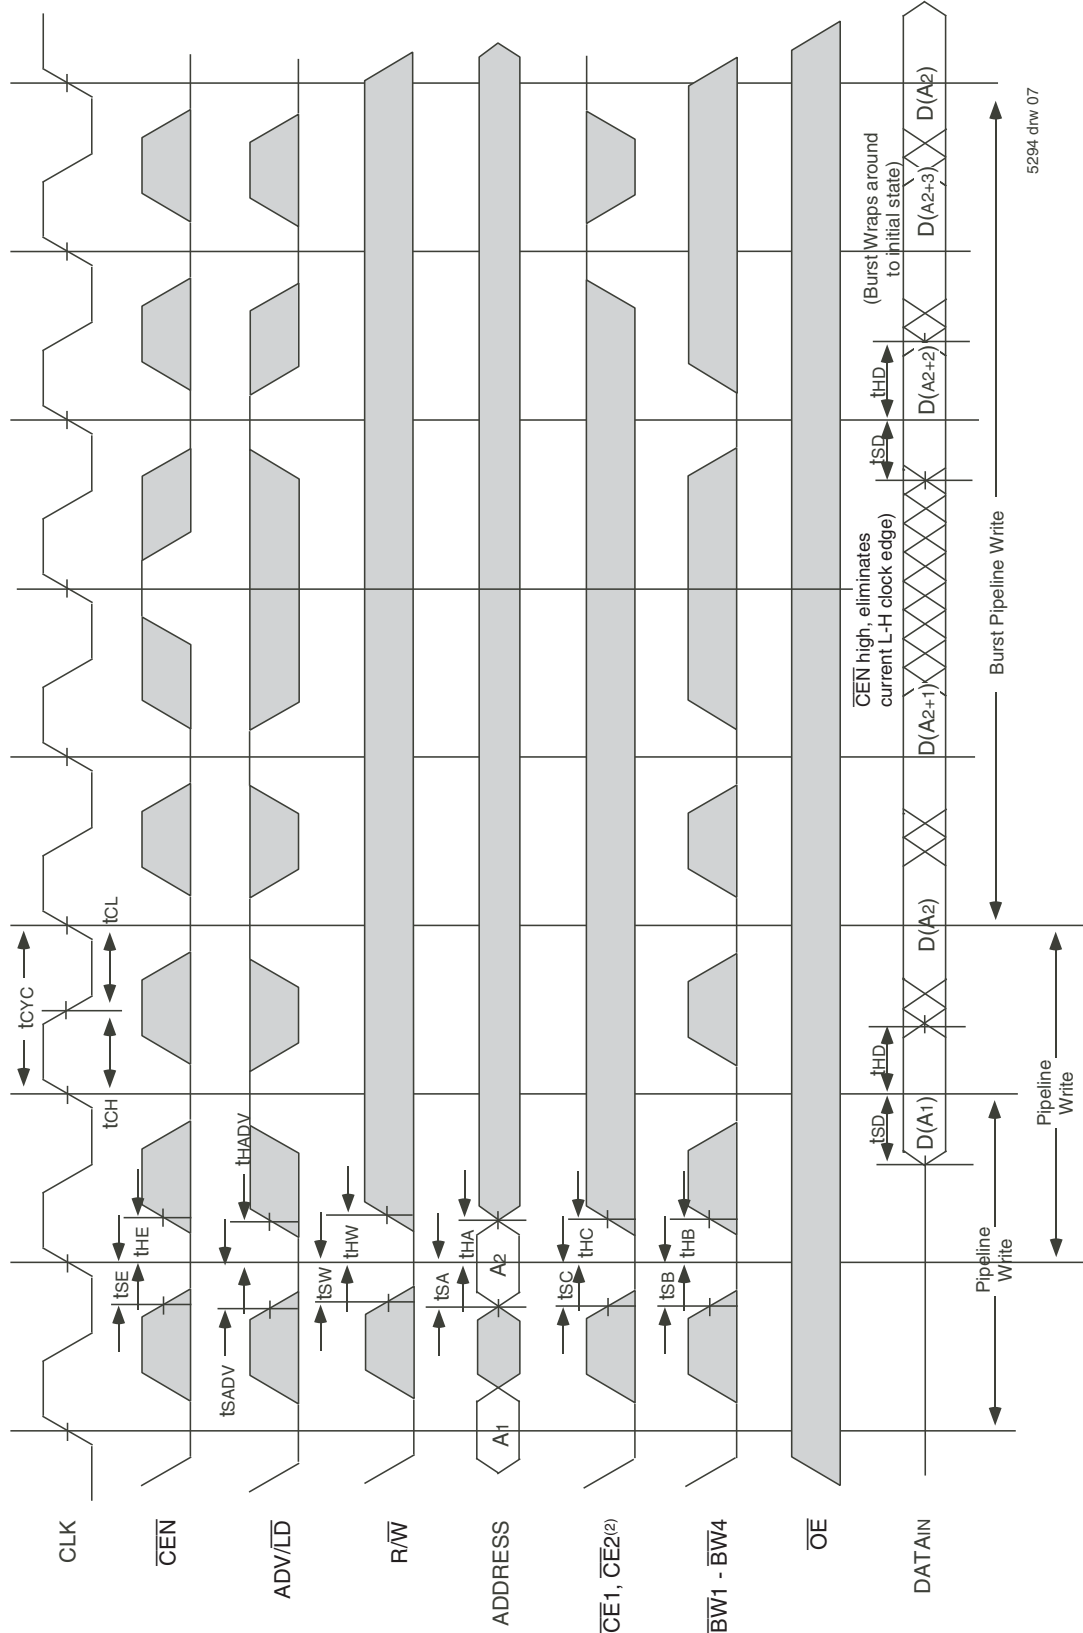 tCYC
CLK
tCH
tCL
tSE
tHE
CEN
tSADV
tHADV
ADV/LD
tSW
tHW
R/W
tSA
tHA
A1
A2
ADDRESS
tSC
tHC
CE1, CE2(2)
tSB
tHB
BW1 - BW4
OE
CEN high, eliminates
current L-H clock edge)
(Burst Wraps around
to initial state)
tSD
tHD
tSD
tHD
DATAIN
D(A1)
D(A2)
D(A2+1)
D(A2+2)
D(A2+3)
D(A2)
Pipeline
Write
Burst Pipeline Write
Pipeline
Write
5294 drw 07